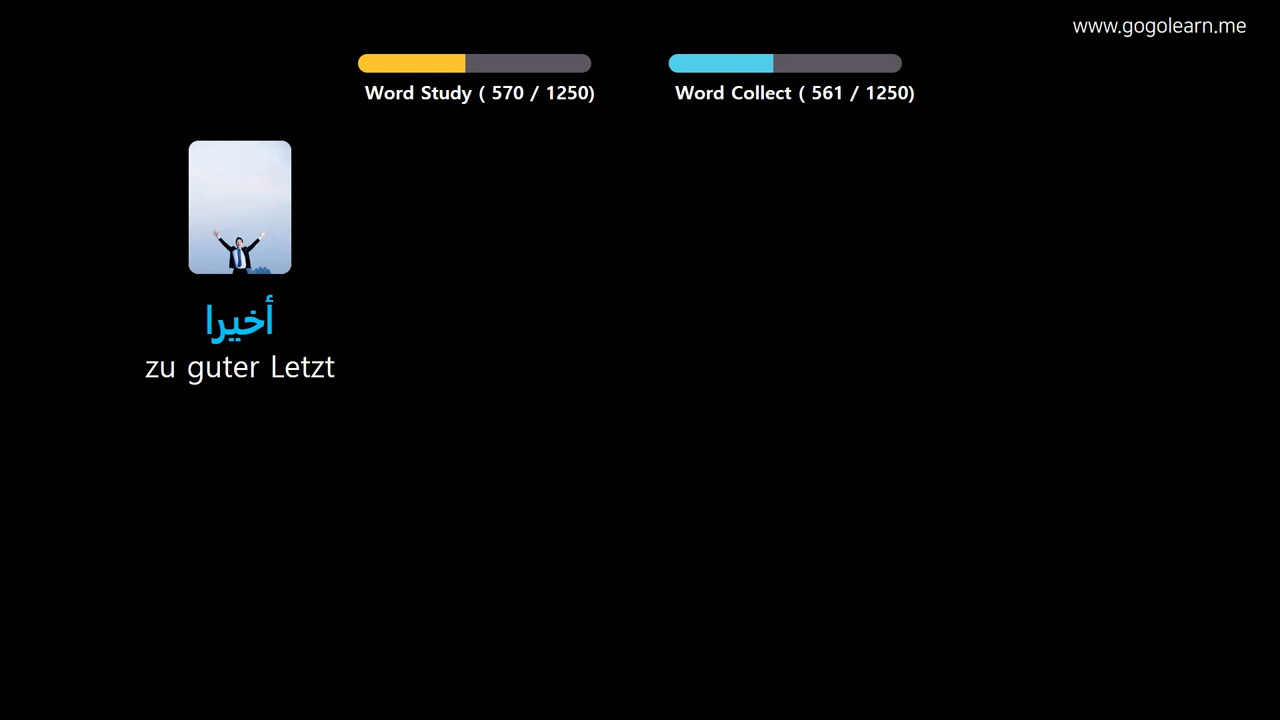 www.gogolearn.me
Word Study ( 570 / 1250)
Word Collect ( 561 / 1250)
أخيرا
zu guter Letzt